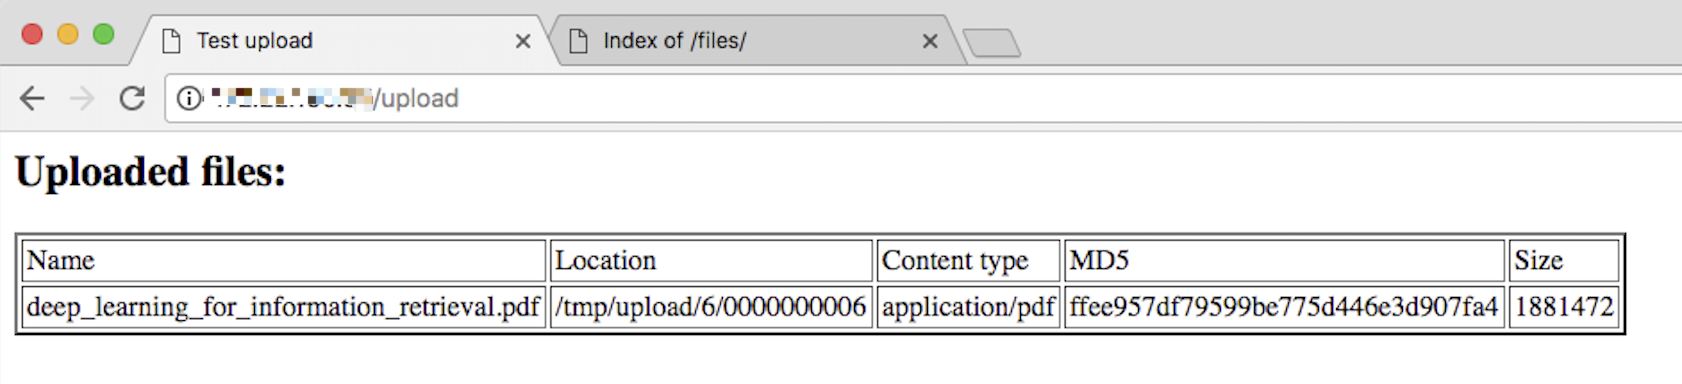 Test upload
Index of /files/
/upload
Uploaded files:
Name Location Content type MD5 Size
deep_learning_for_information_retrieval.pdf /tmp/upload/6/0000000006 application/pdf ffee957df79599be775d446e3d907fa4 1881472